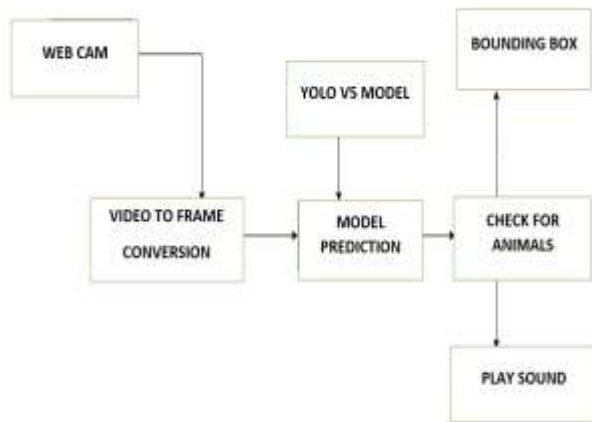 WEB CAM
BOUNDING BOX
YOLO VS MODEL
VIDEO TO FRAME
CONVERSION
MODEL
PREDICTION
CHECK FOR
ANIMALS
PLAY SOUND